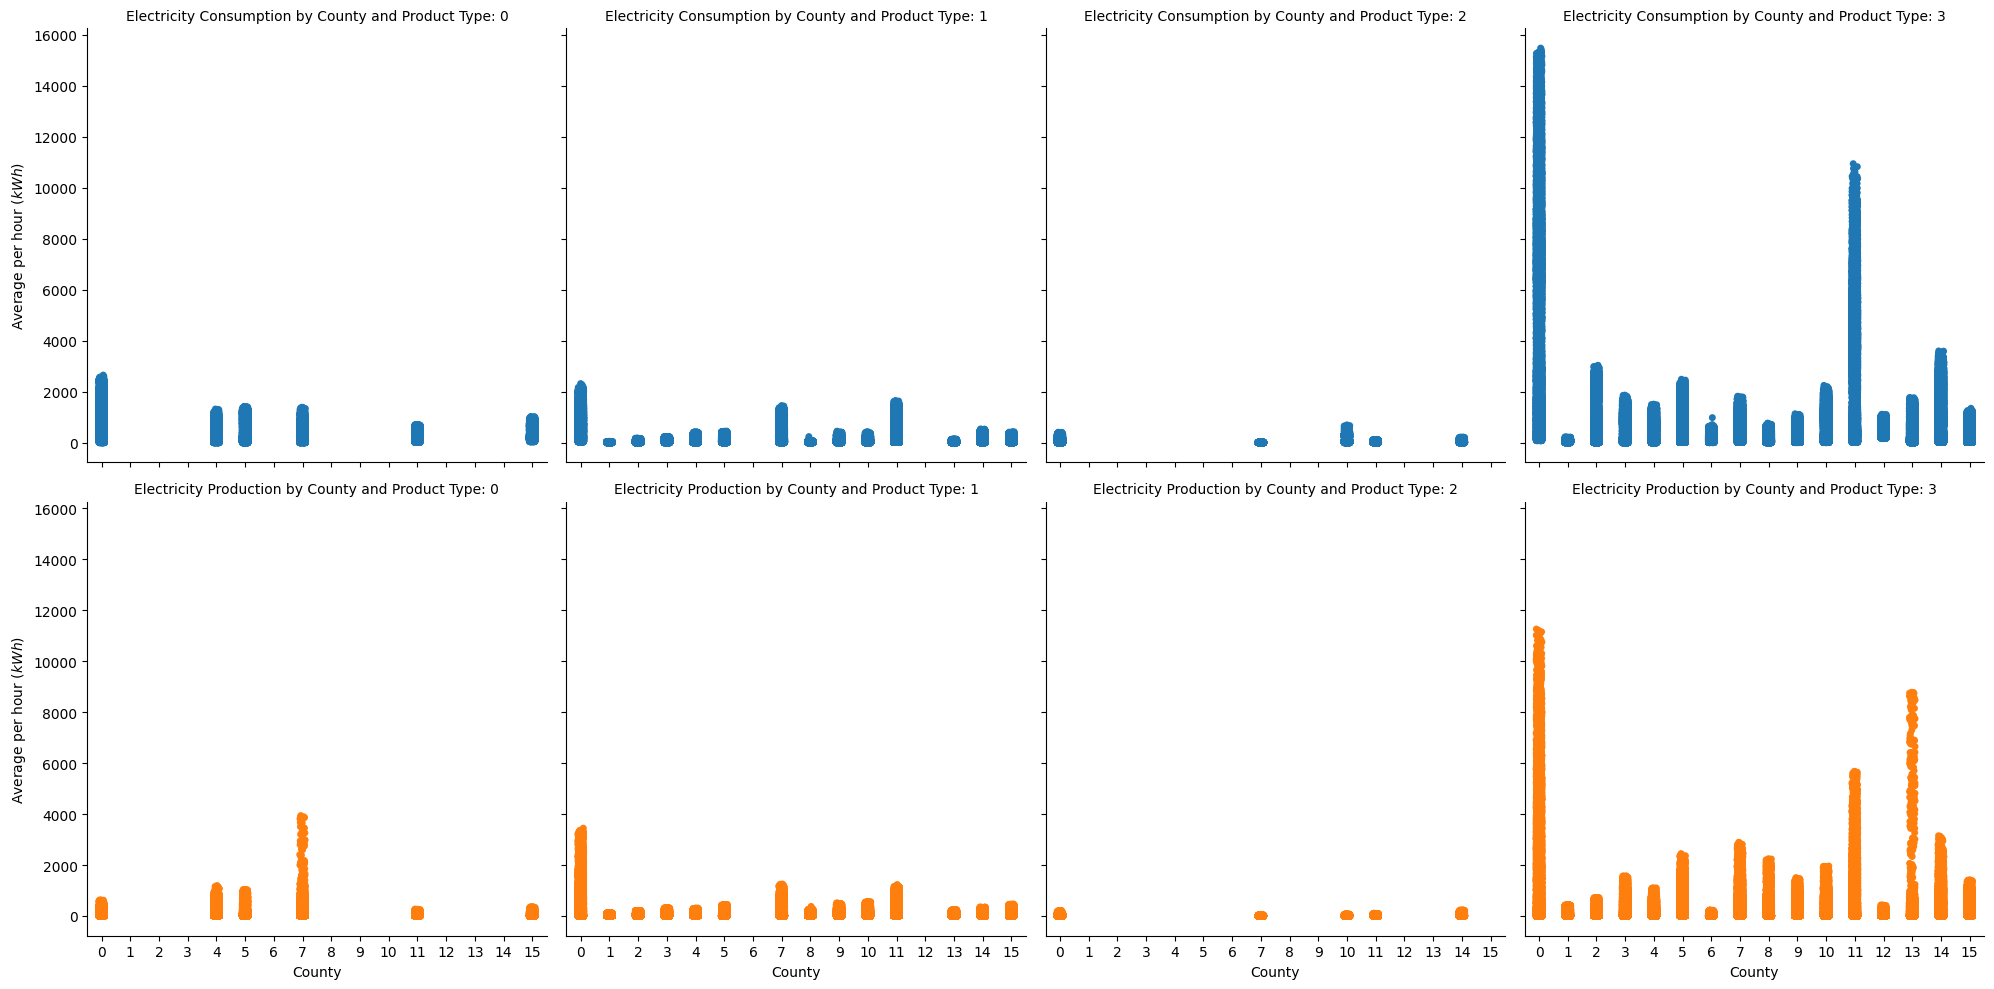 Electricity Consumption by County and Product Type: 0
Electricity Consumption by County and Product Type: 1
Electricity Consumption by County and Product Type: 2
Electricity Consumption by County and Product Type: 3
16000
14000
12000
10000
8000
6000
4000
2000
0
Average per hour (kWh)
Electricity Production by County and Product Type: 0
Electricity Production by County and Product Type: 1
Electricity Production by County and Product Type: 2
Electricity Production by County and Product Type: 3
16000
14000
12000
10000
8000
6000
4000
2000
0
Average per hour (kWh)
0 1 2 3 4 5 6 7 8 9 10 11 12 13 14 15
0 1 2 3 4 5 6 7 8 9 10 11 12 13 14 15
0 1 2 3 4 5 6 7 8 9 10 11 12 13 14 15
0 1 2 3 4 5 6 7 8 9 10 11 12 13 14 15
County
County
County
County